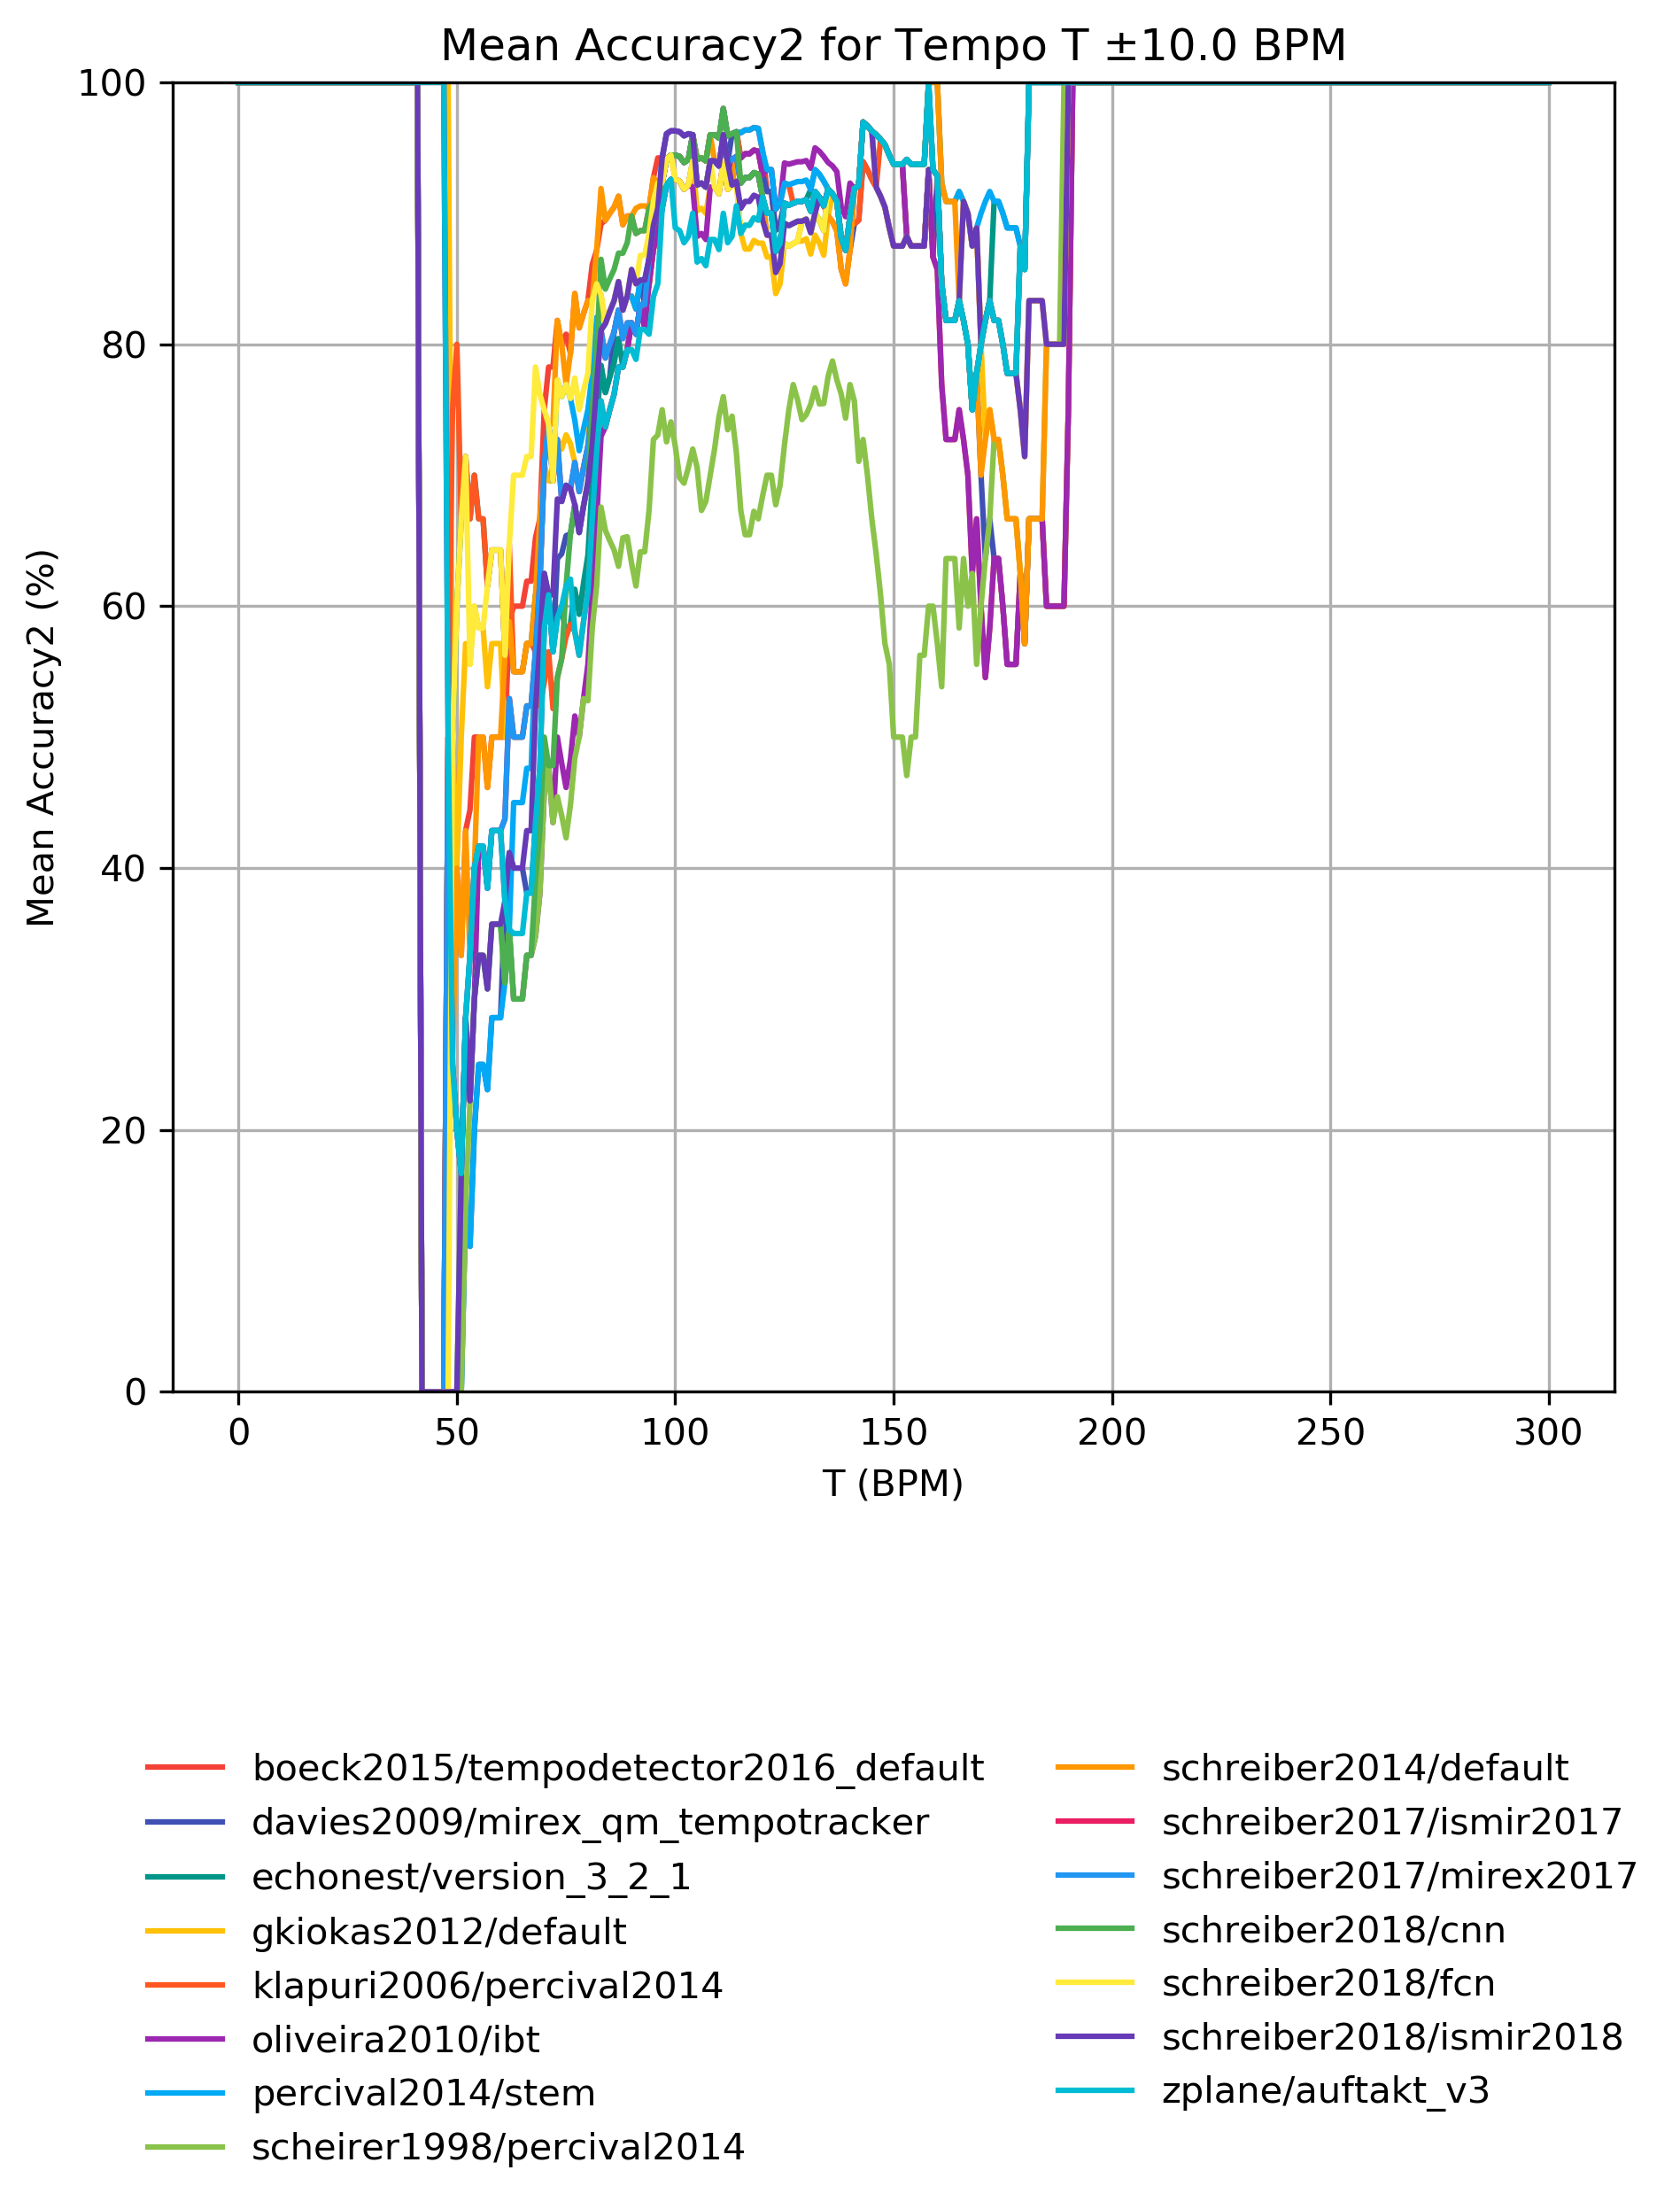 Mean Accuracy2 for Tempo T ±10.0 BPM
100
80
60
40
20
0
Mean Accuracy2 (%)
0 50 100 150 200 250 300
T (BPM)
boeck2015/tempodetector2016_default
davies2009/mirex_qm_tempotracker
echonest/version_3_2_1
gkiokas2012/default
klapuri2006/percival2014
oliveira2010/ibt
percival2014/stem
scheirer1998/percival2014
schreiber2014/default
schreiber2017/ismir2017
schreiber2017/mirex2017
schreiber2018/cnn
schreiber2018/fcn
schreiber2018/ismir2018
zplane/auftakt_v3